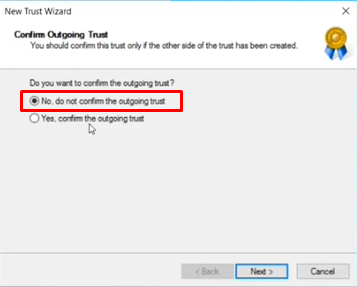 New Trust Wizard
Confirm Outgoing Trust
You should confirm this trust only if the other side of the trust has been created.
Do you want to confirm the outgoing trust?
No, do not confirm the outgoing trust
Yes, confirm the outgoing trust
< Back
Next >
Cancel